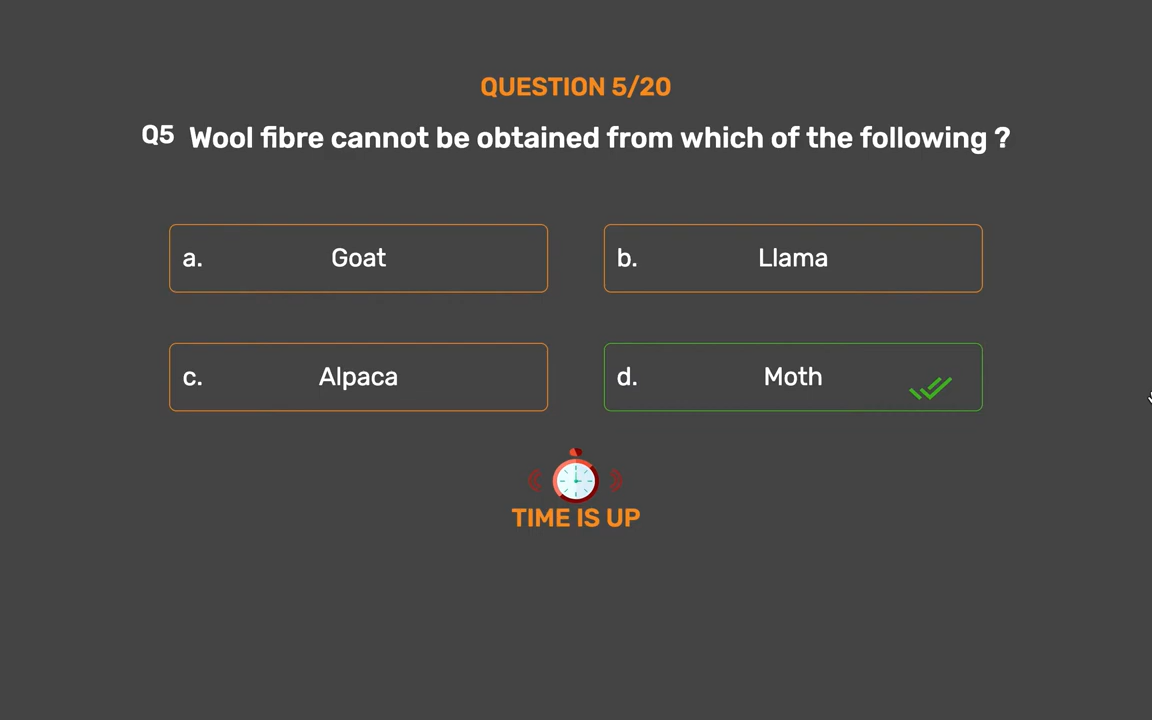 QUESTION 5/20
Q5 Wool fibre cannot be obtained from which of the following ?
a. Goat
b. Llama
c. Alpaca
d. Moth
TIME IS UP